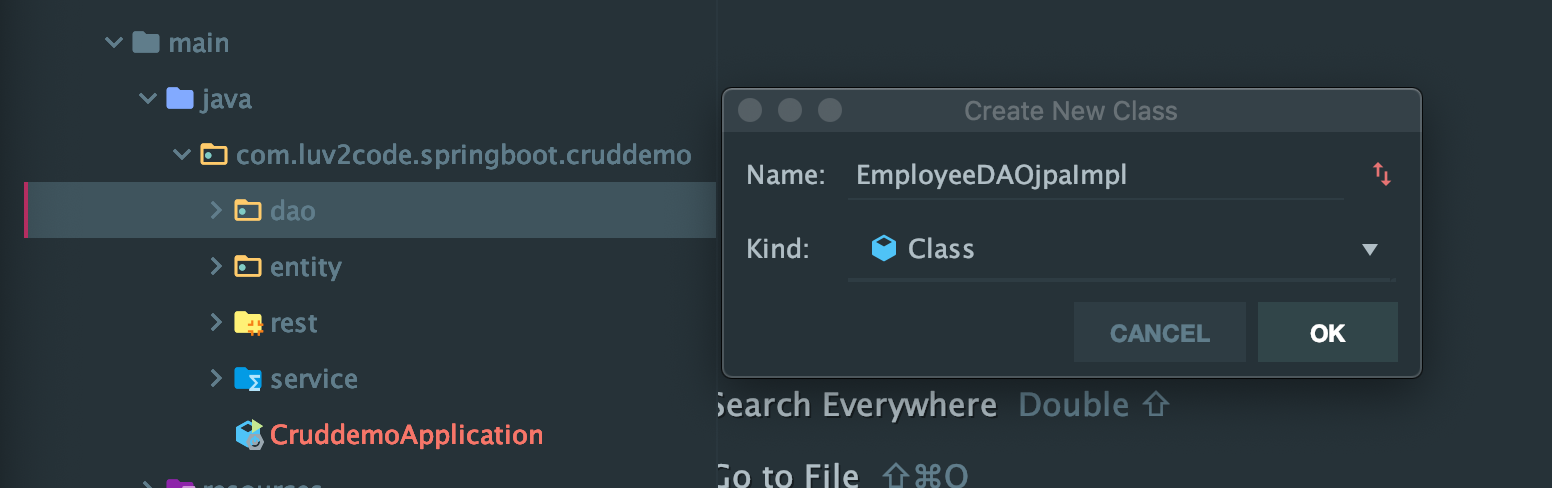 main
java
com.luv2code.springboot.cruddemo
dao
entity
rest
service
CruddemoApplication
resources
Create New Class
Name: EmployeeDAOjpaImpl
Kind: Class
CANCEL OK
Search Everywhere Double ⇧
Go to File ⇧⌘O